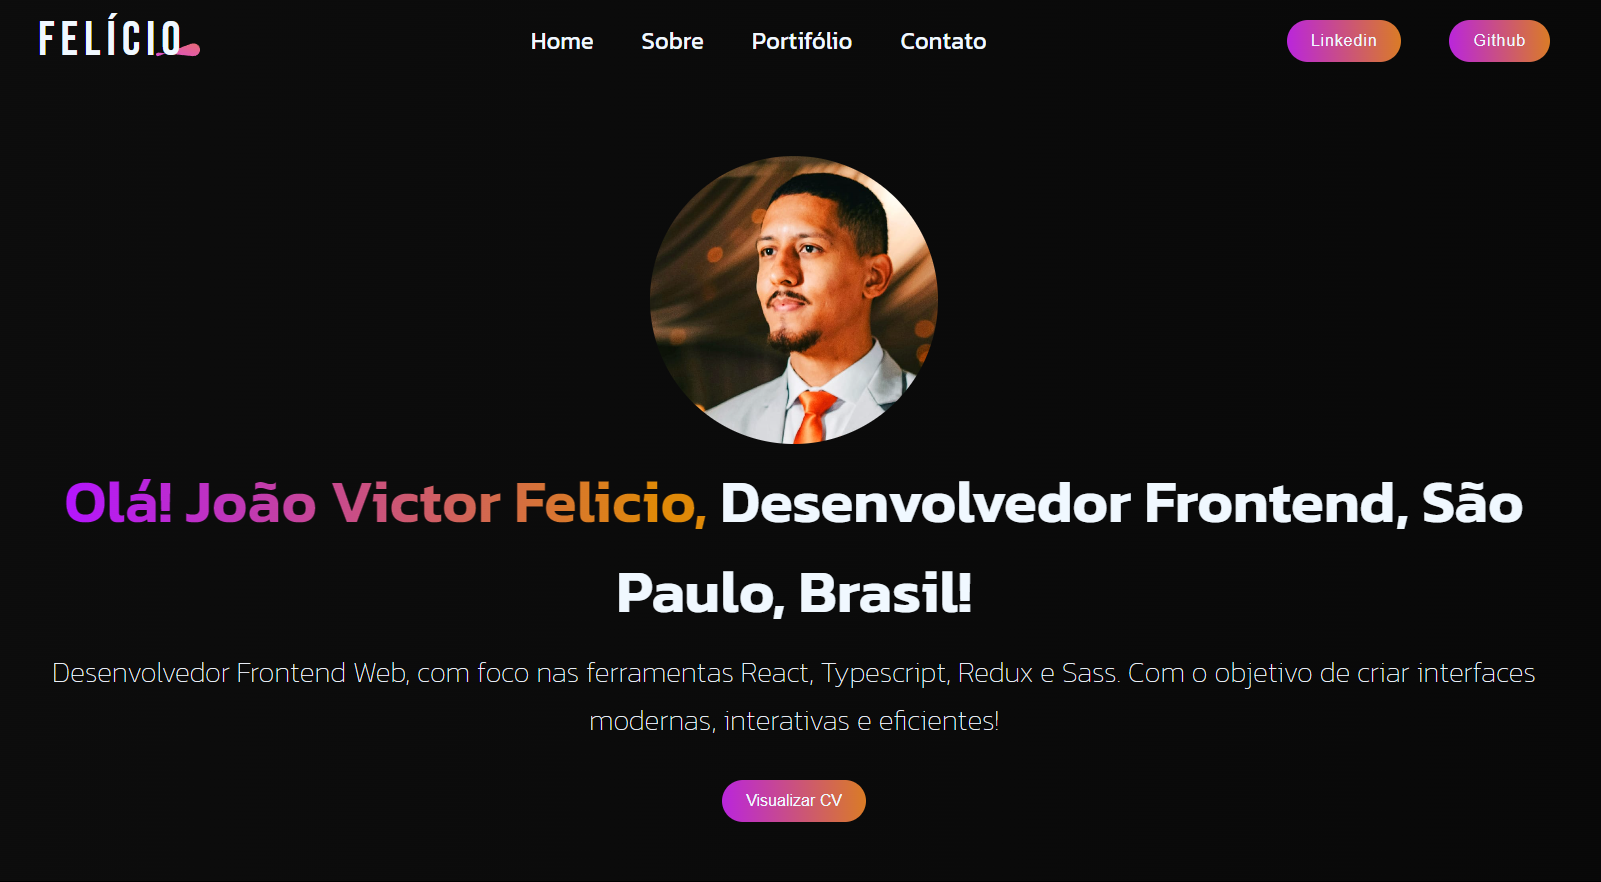 FELÍCIO
Home
Sobre
Portifólio
Contato
Linkedin
Github
Olá! João Victor Felicio, Desenvolvedor Frontend, São
Paulo, Brasil!
Desenvolvedor Frontend Web, com foco nas ferramentas React, Typescript, Redux e Sass. Com o objetivo de criar interfaces
modernas, interativas e eficientes!
Visualizar CV